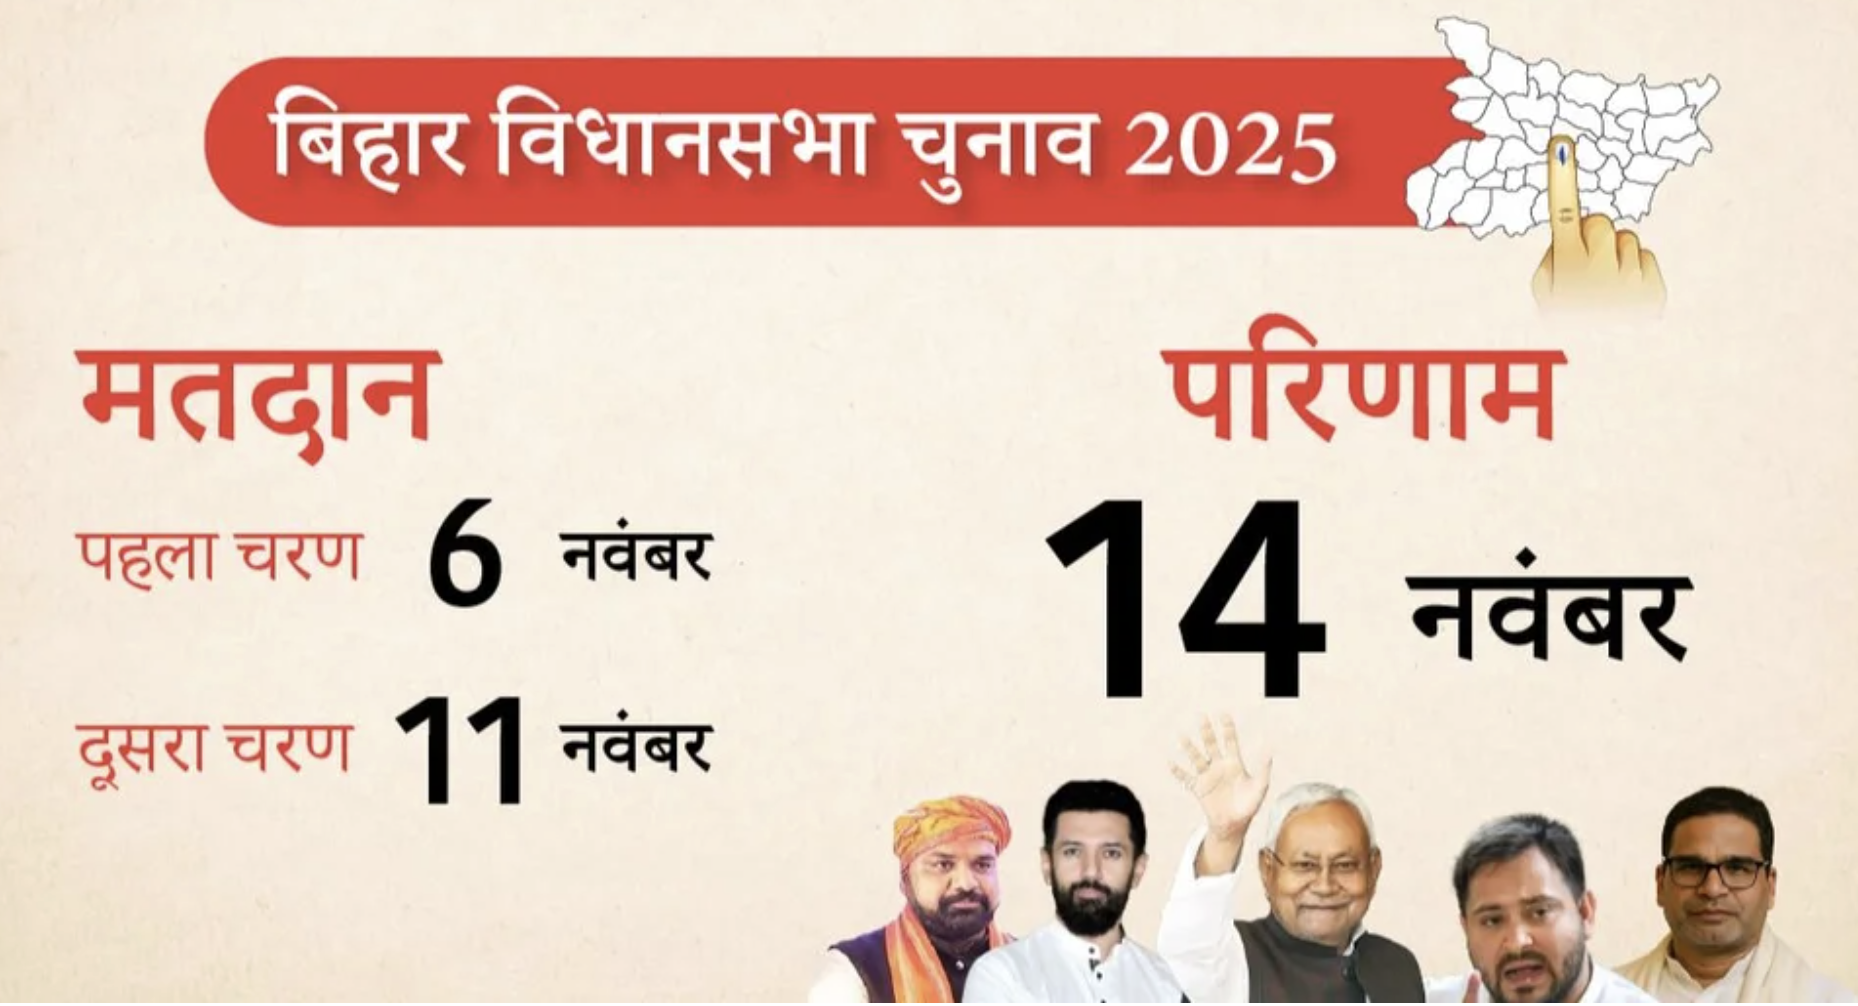 बिहार विधानसभा चुनाव 2025
मतदान
पहला चरण 6 नवंबर
दूसरा चरण 11 नवंबर
परिणाम
14 नवंबर